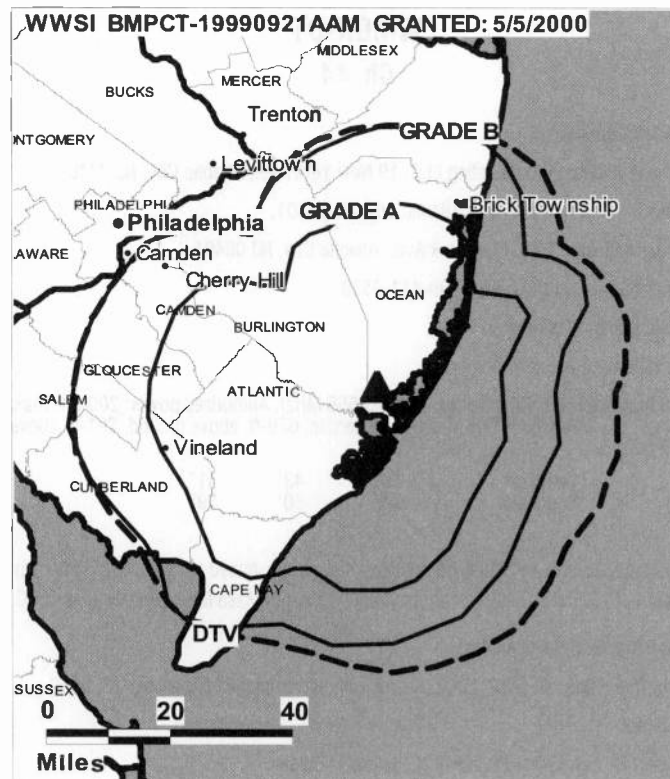 WWSI BMPCT-19990921AAM GRANTED: 5/5/2000
MIDDLESEX
MERCER
BUCKS
Trenton
GRADE B
ONTGOMERY
Levittown
PHILADELPHIA
GRADE A
Brick Township
Philadelphia
LAWARE
Camden
Cherry Hill
OCEAN
CAMDEN
BURLINGTON
GLOUCESTER
ATLANTIC
SALEM
Vineland
CUMBERLAND
CAPE MAY
DTV
SUSSEX
0 20 40
Miles